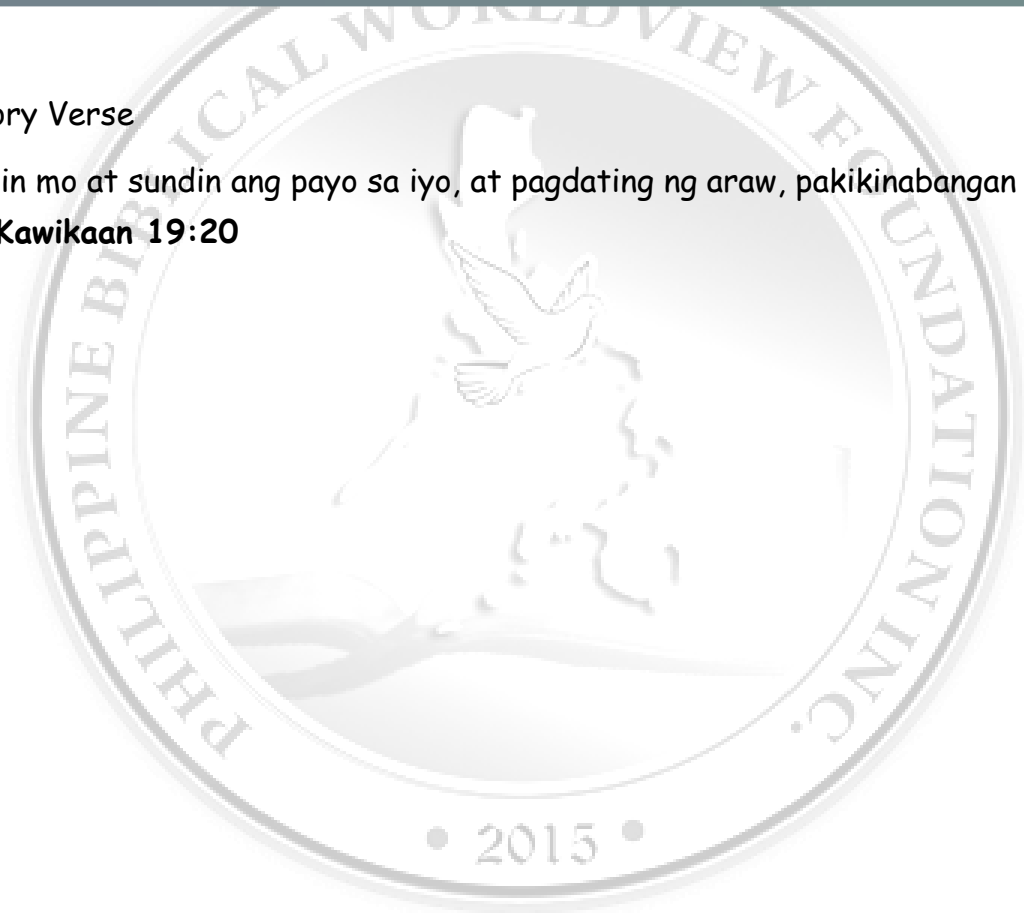 ory Verse
in mo at sundin ang payo sa iyo, at pagdating ng araw, pakikinabangan
Kawikaan 19:20
PHILIPPINE BIBLICAL WORLDVIEW FOUNDATION INC.
• 2015 •